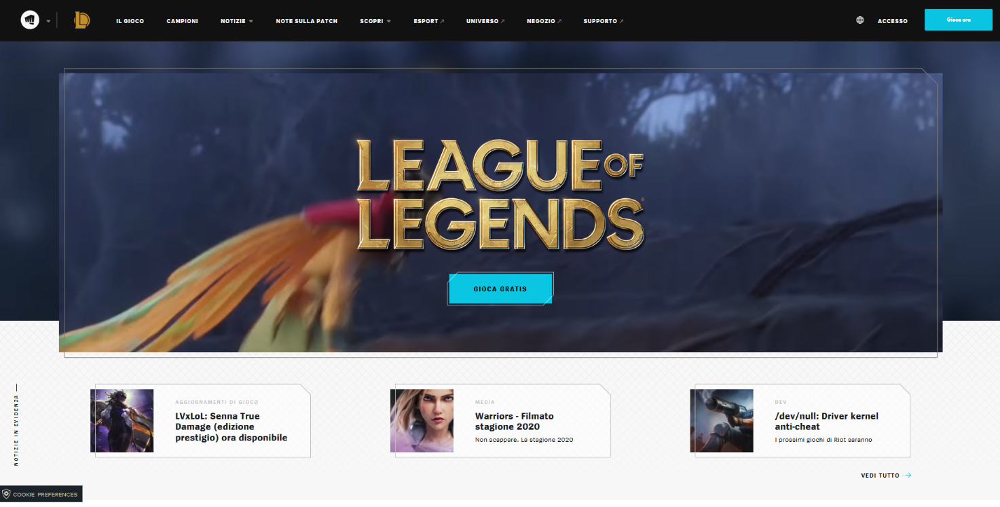 IL GIOCO CAMPIONI NOTIZIE NOTE SULLA PATCH SCOPRI ESPORT UNIVERSO NEGOZIO SUPPORTO ACCESSO Gioca ora
LEAGUE OF
LEGENDS
GIOCA GRATIS
NOTIZIE IN EVIDENZA
AGGIORNAMENTI DI GIOCO
LVxLoL: Senna True
Damage (edizione
prestigio) ora disponibile
MEDIA
Warriors - Filmato
stagione 2020
Non scappare. La stagione 2020
DEV
/dev/null: Driver kernel
anti-cheat
I prossimi giochi di Riot saranno
VEDI TUTTO
COOKIE PREFERENCES